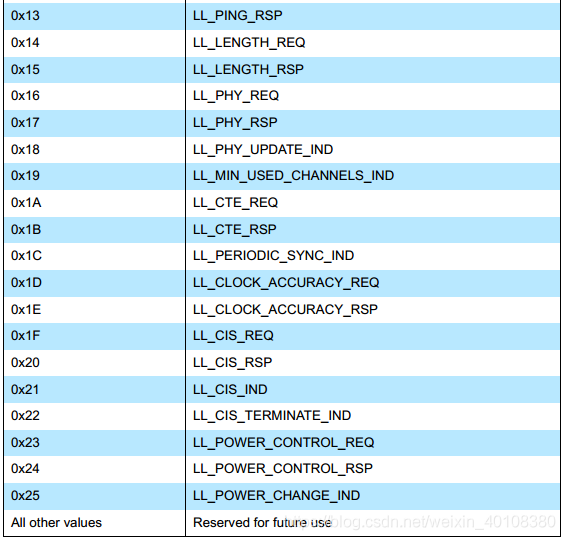 0x13 LL_PING_RSP
0x14 LL_LENGTH_REQ
0x15 LL_LENGTH_RSP
0x16 LL_PHY_REQ
0x17 LL_PHY_RSP
0x18 LL_PHY_UPDATE_IND
0x19 LL_MIN_USED_CHANNELS_IND
0x1A LL_CTE_REQ
0x1B LL_CTE_RSP
0x1C LL_PERIODIC_SYNC_IND
0x1D LL_CLOCK_ACCURACY_REQ
0x1E LL_CLOCK_ACCURACY_RSP
0x1F LL_CIS_REQ
0x20 LL_CIS_RSP
0x21 LL_CIS_IND
0x22 LL_CIS_TERMINATE_IND
0x23 LL_POWER_CONTROL_REQ
0x24 LL_POWER_CONTROL_RSP
0x25 LL_POWER_CHANGE_IND
All other values Reserved for future use
https://blog.csdn.net/weixin_40108380